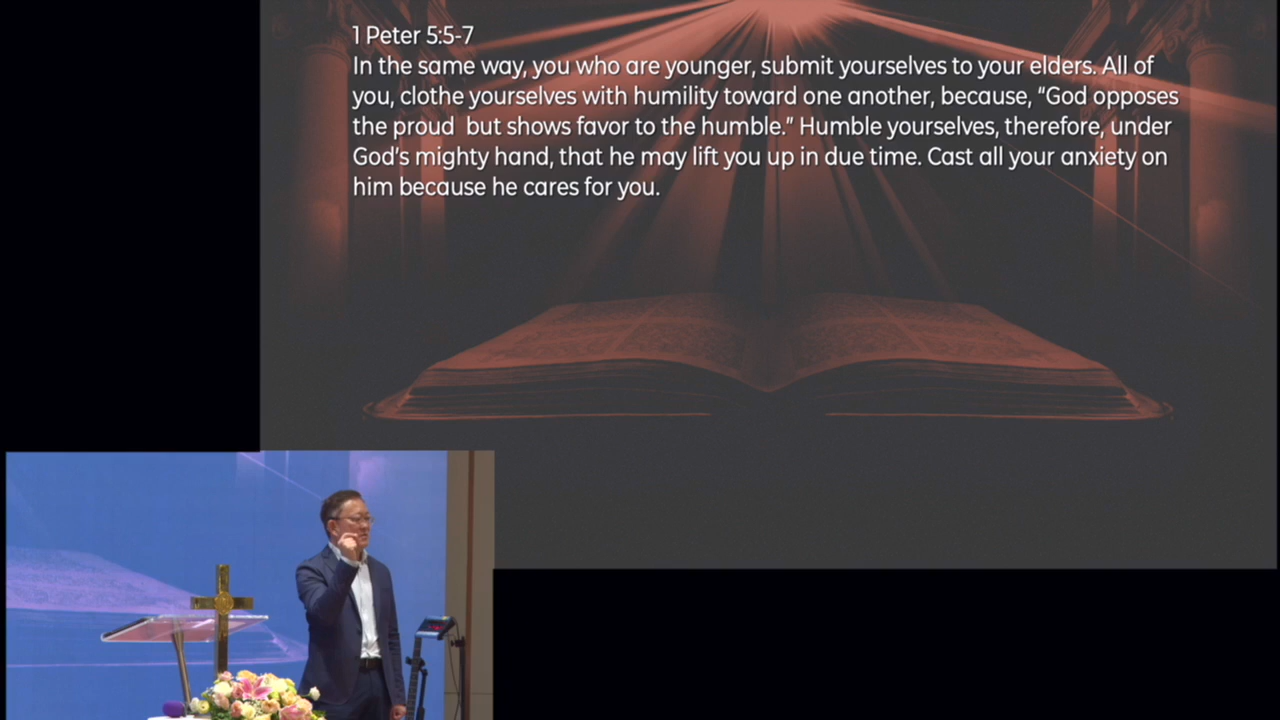 1 Peter 5:5-7
In the same way, you who are younger, submit yourselves to your elders. All of
you, clothe yourselves with humility toward one another, because, “God opposes
the proud  but shows favor to the humble.” Humble yourselves, therefore, under
God’s mighty hand, that he may lift you up in due time. Cast all your anxiety on
him because he cares for you.